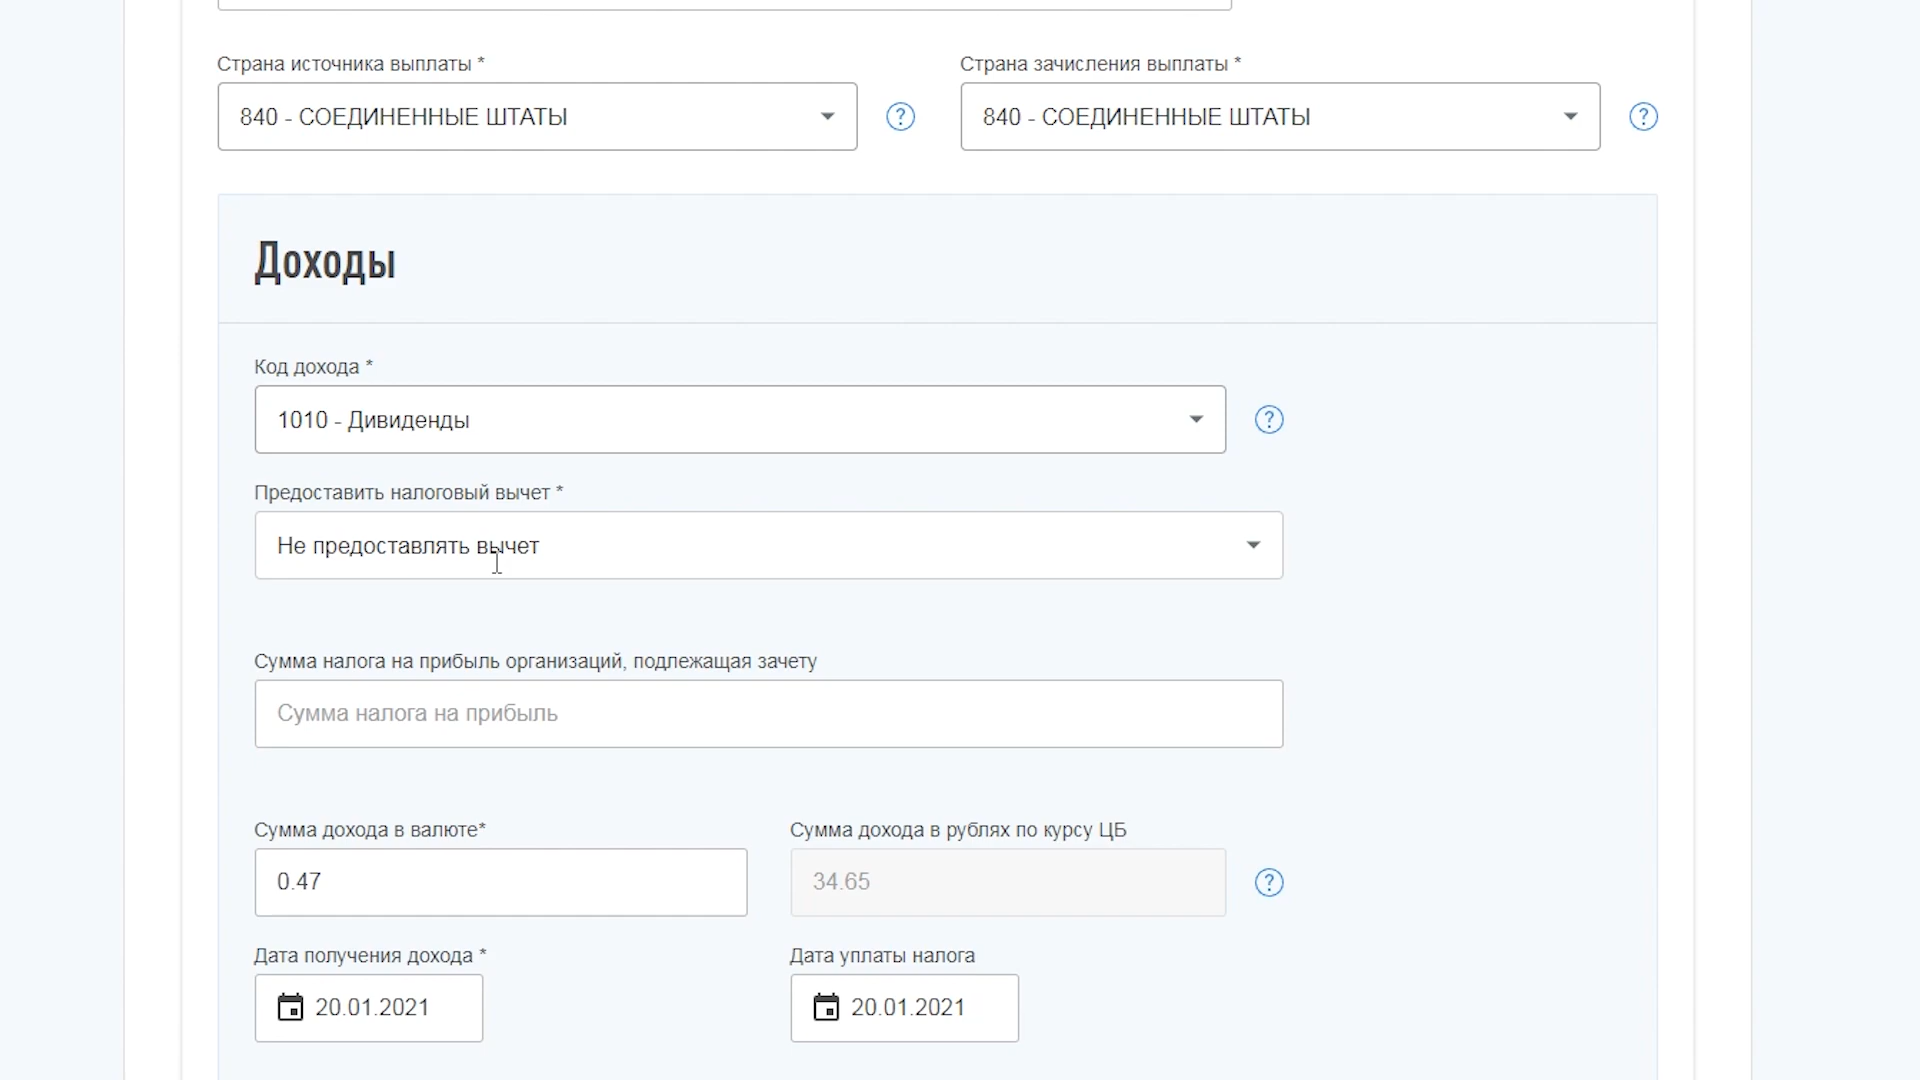 Страна источника выплаты * Страна зачисления выплаты *
840 - СОЕДИНЕННЫЕ ШТАТЫ ? 840 - СОЕДИНЕННЫЕ ШТАТЫ ?
Доходы
Код дохода *
1010 - Дивиденды ?
Предоставить налоговый вычет *
Не предоставлять вычет
Сумма налога на прибыль организаций, подлежащая зачету
Сумма налога на прибыль
Сумма дохода в валюте* Сумма дохода в рублях по курсу ЦБ
0.47 34.65 ?
Дата получения дохода * Дата уплаты налога
20.01.2021 20.01.2021